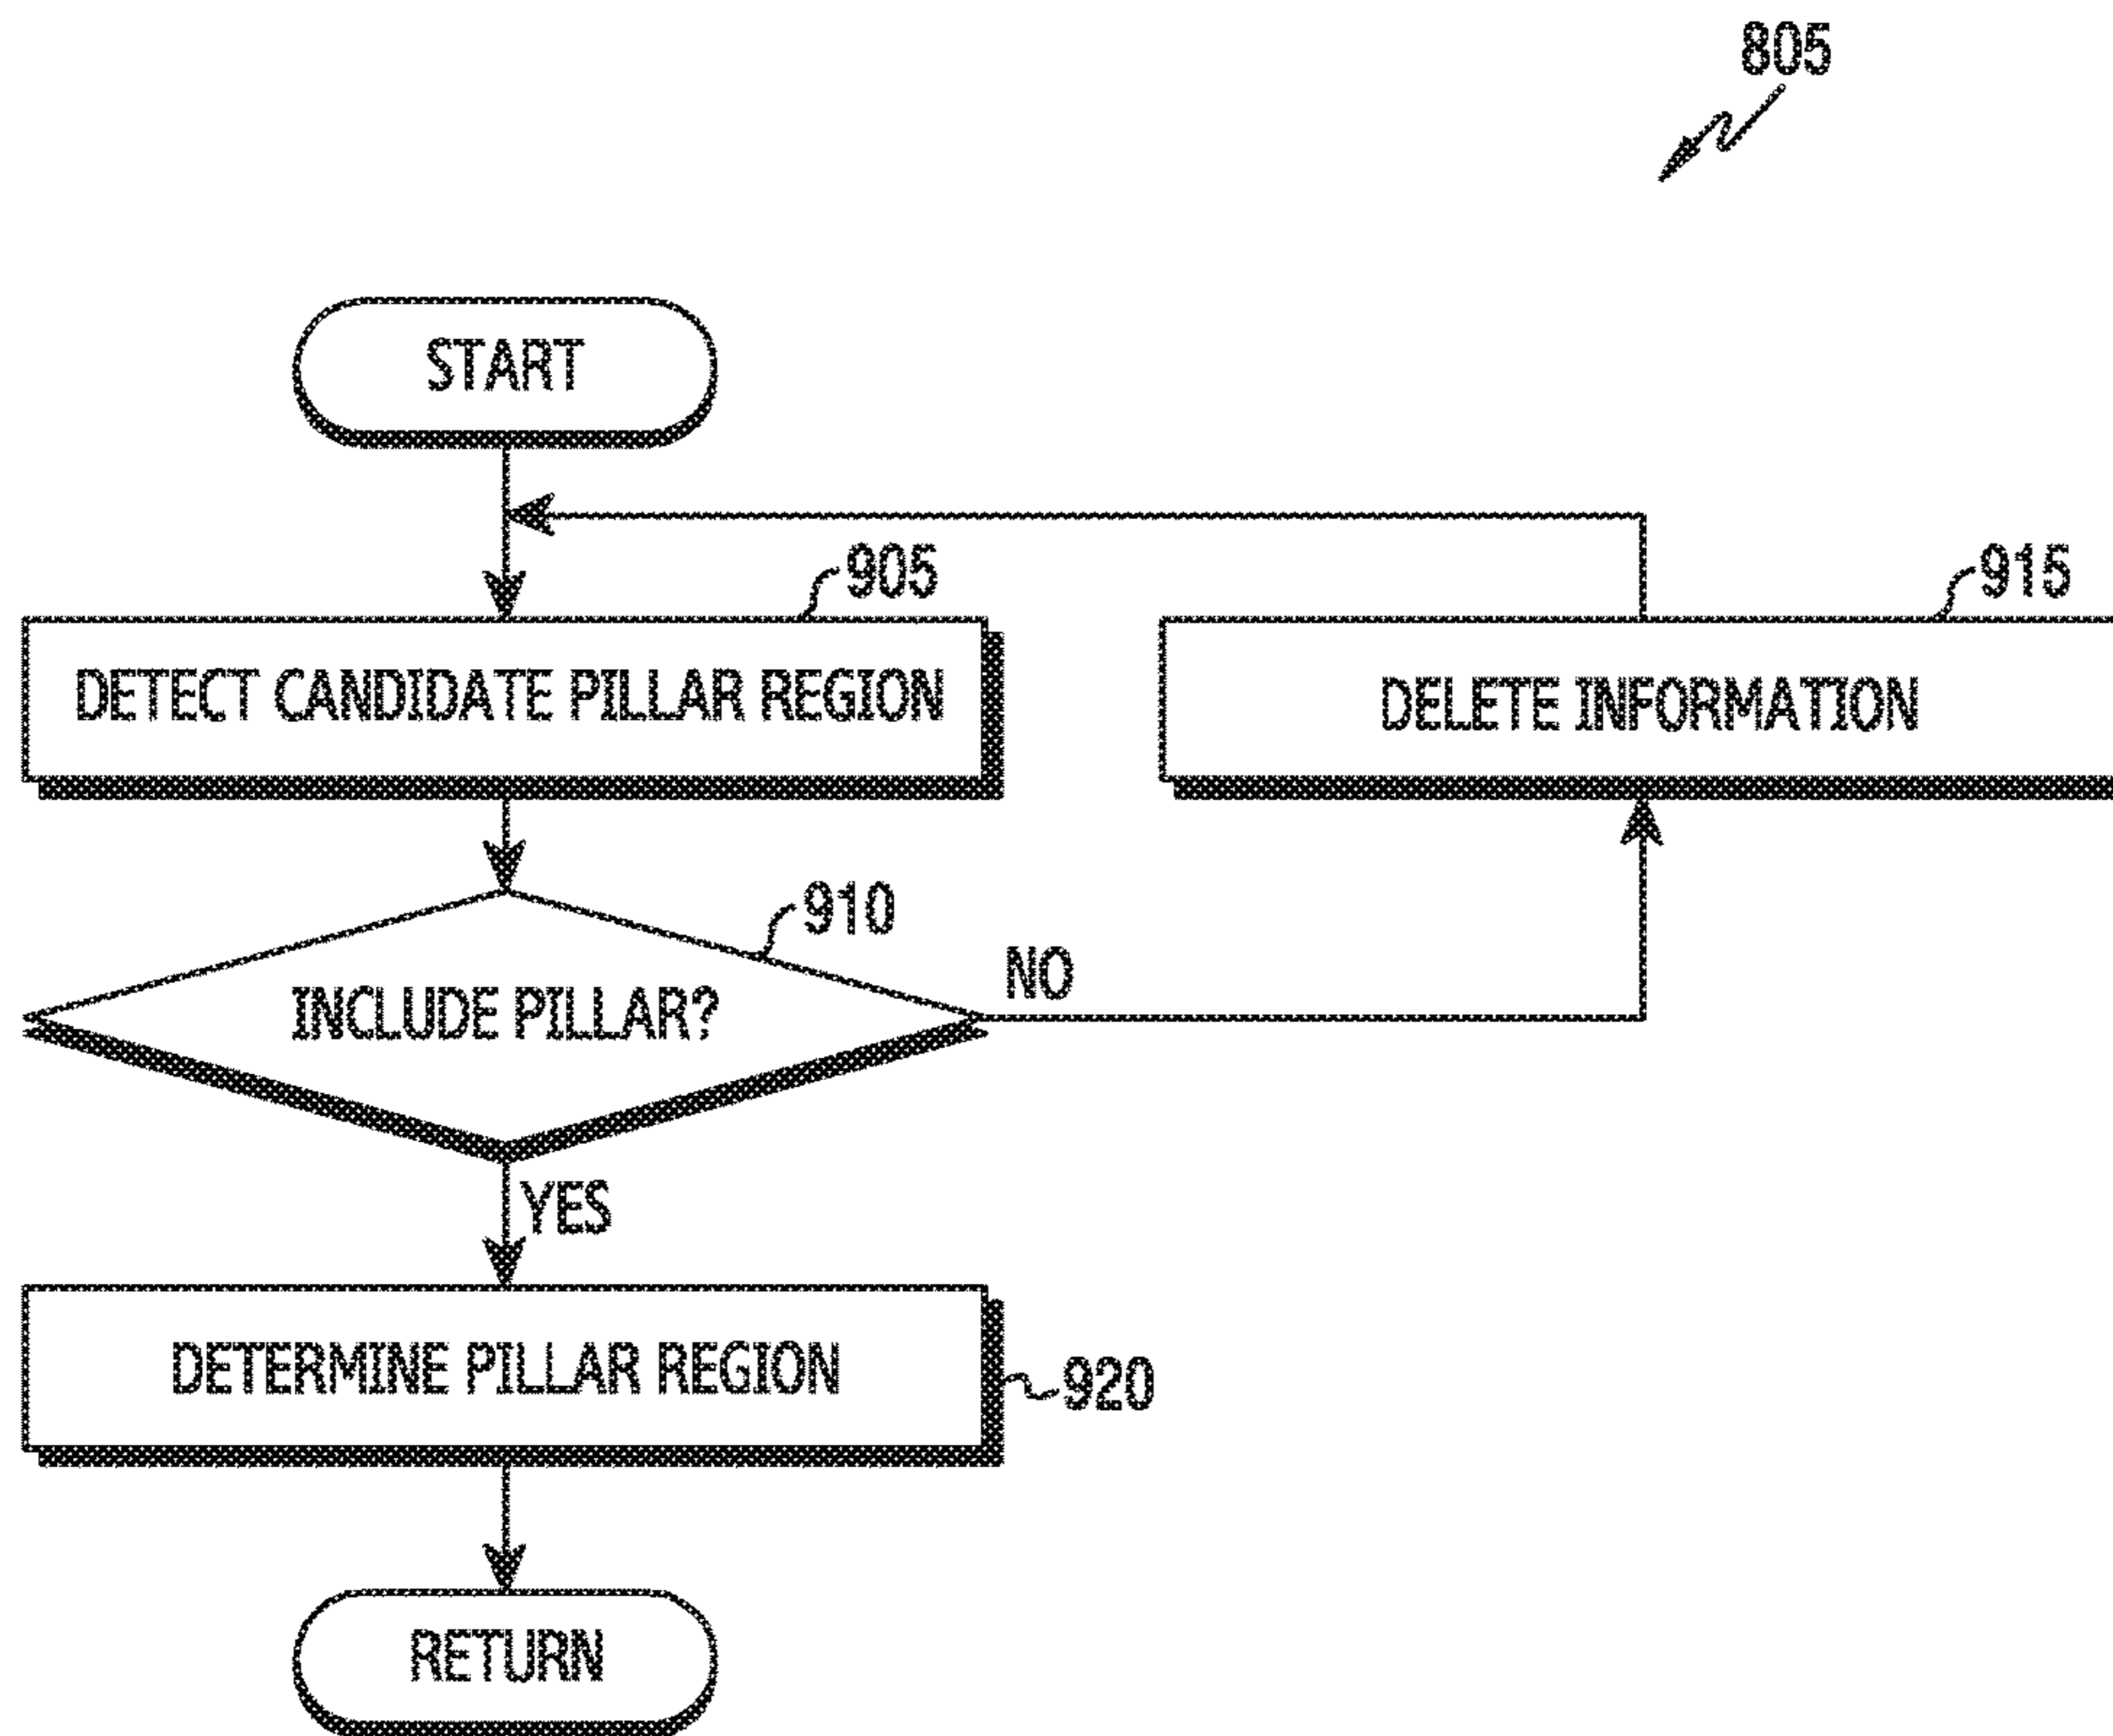 805
START
905
915
DETECT CANDIDATE PILLAR REGION
DELETE INFORMATION
910
NO
INCLUDE PILLAR?
YES
DETERMINE PILLAR REGION
920
RETURN